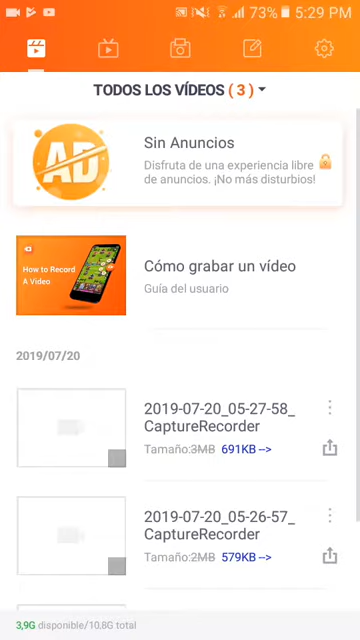 73% 5:29 PM
TODOS LOS VÍDEOS ( 3 )
AD
Sin Anuncios
Disfruta de una experiencia libre
de anuncios. ¡No más disturbios!
How to Record
A Video
Cómo grabar un vídeo
Guía del usuario
2019/07/20
2019-07-20_05-27-58_
CaptureRecorder
Tamaño:3MB 691KB -->
2019-07-20_05-26-57_
CaptureRecorder
Tamaño:2MB 579KB -->
3,9G disponible/10,8G total